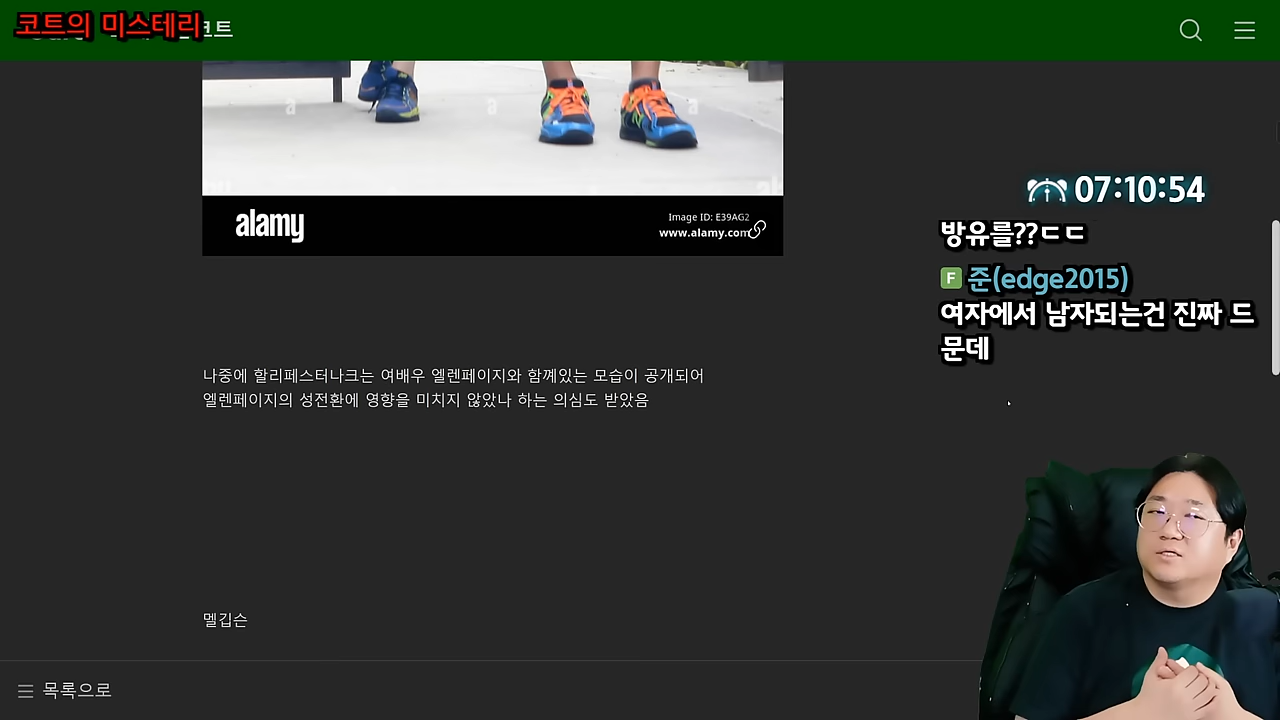 코트의 미스테리
코트
alamy
Image ID: E39AG2
www.alamy.com
07:10:54
방유를??ㄷㄷ
F 준(edge2015)
여자에서 남자되는건 진짜 드
문데
나중에 할리페스터나크는 여배우 엘렌페이지와 함께있는 모습이 공개되어
엘렌페이지의 성전환에 영향을 미치지 않았나 하는 의심도 받았음
멜깁슨
목록으로